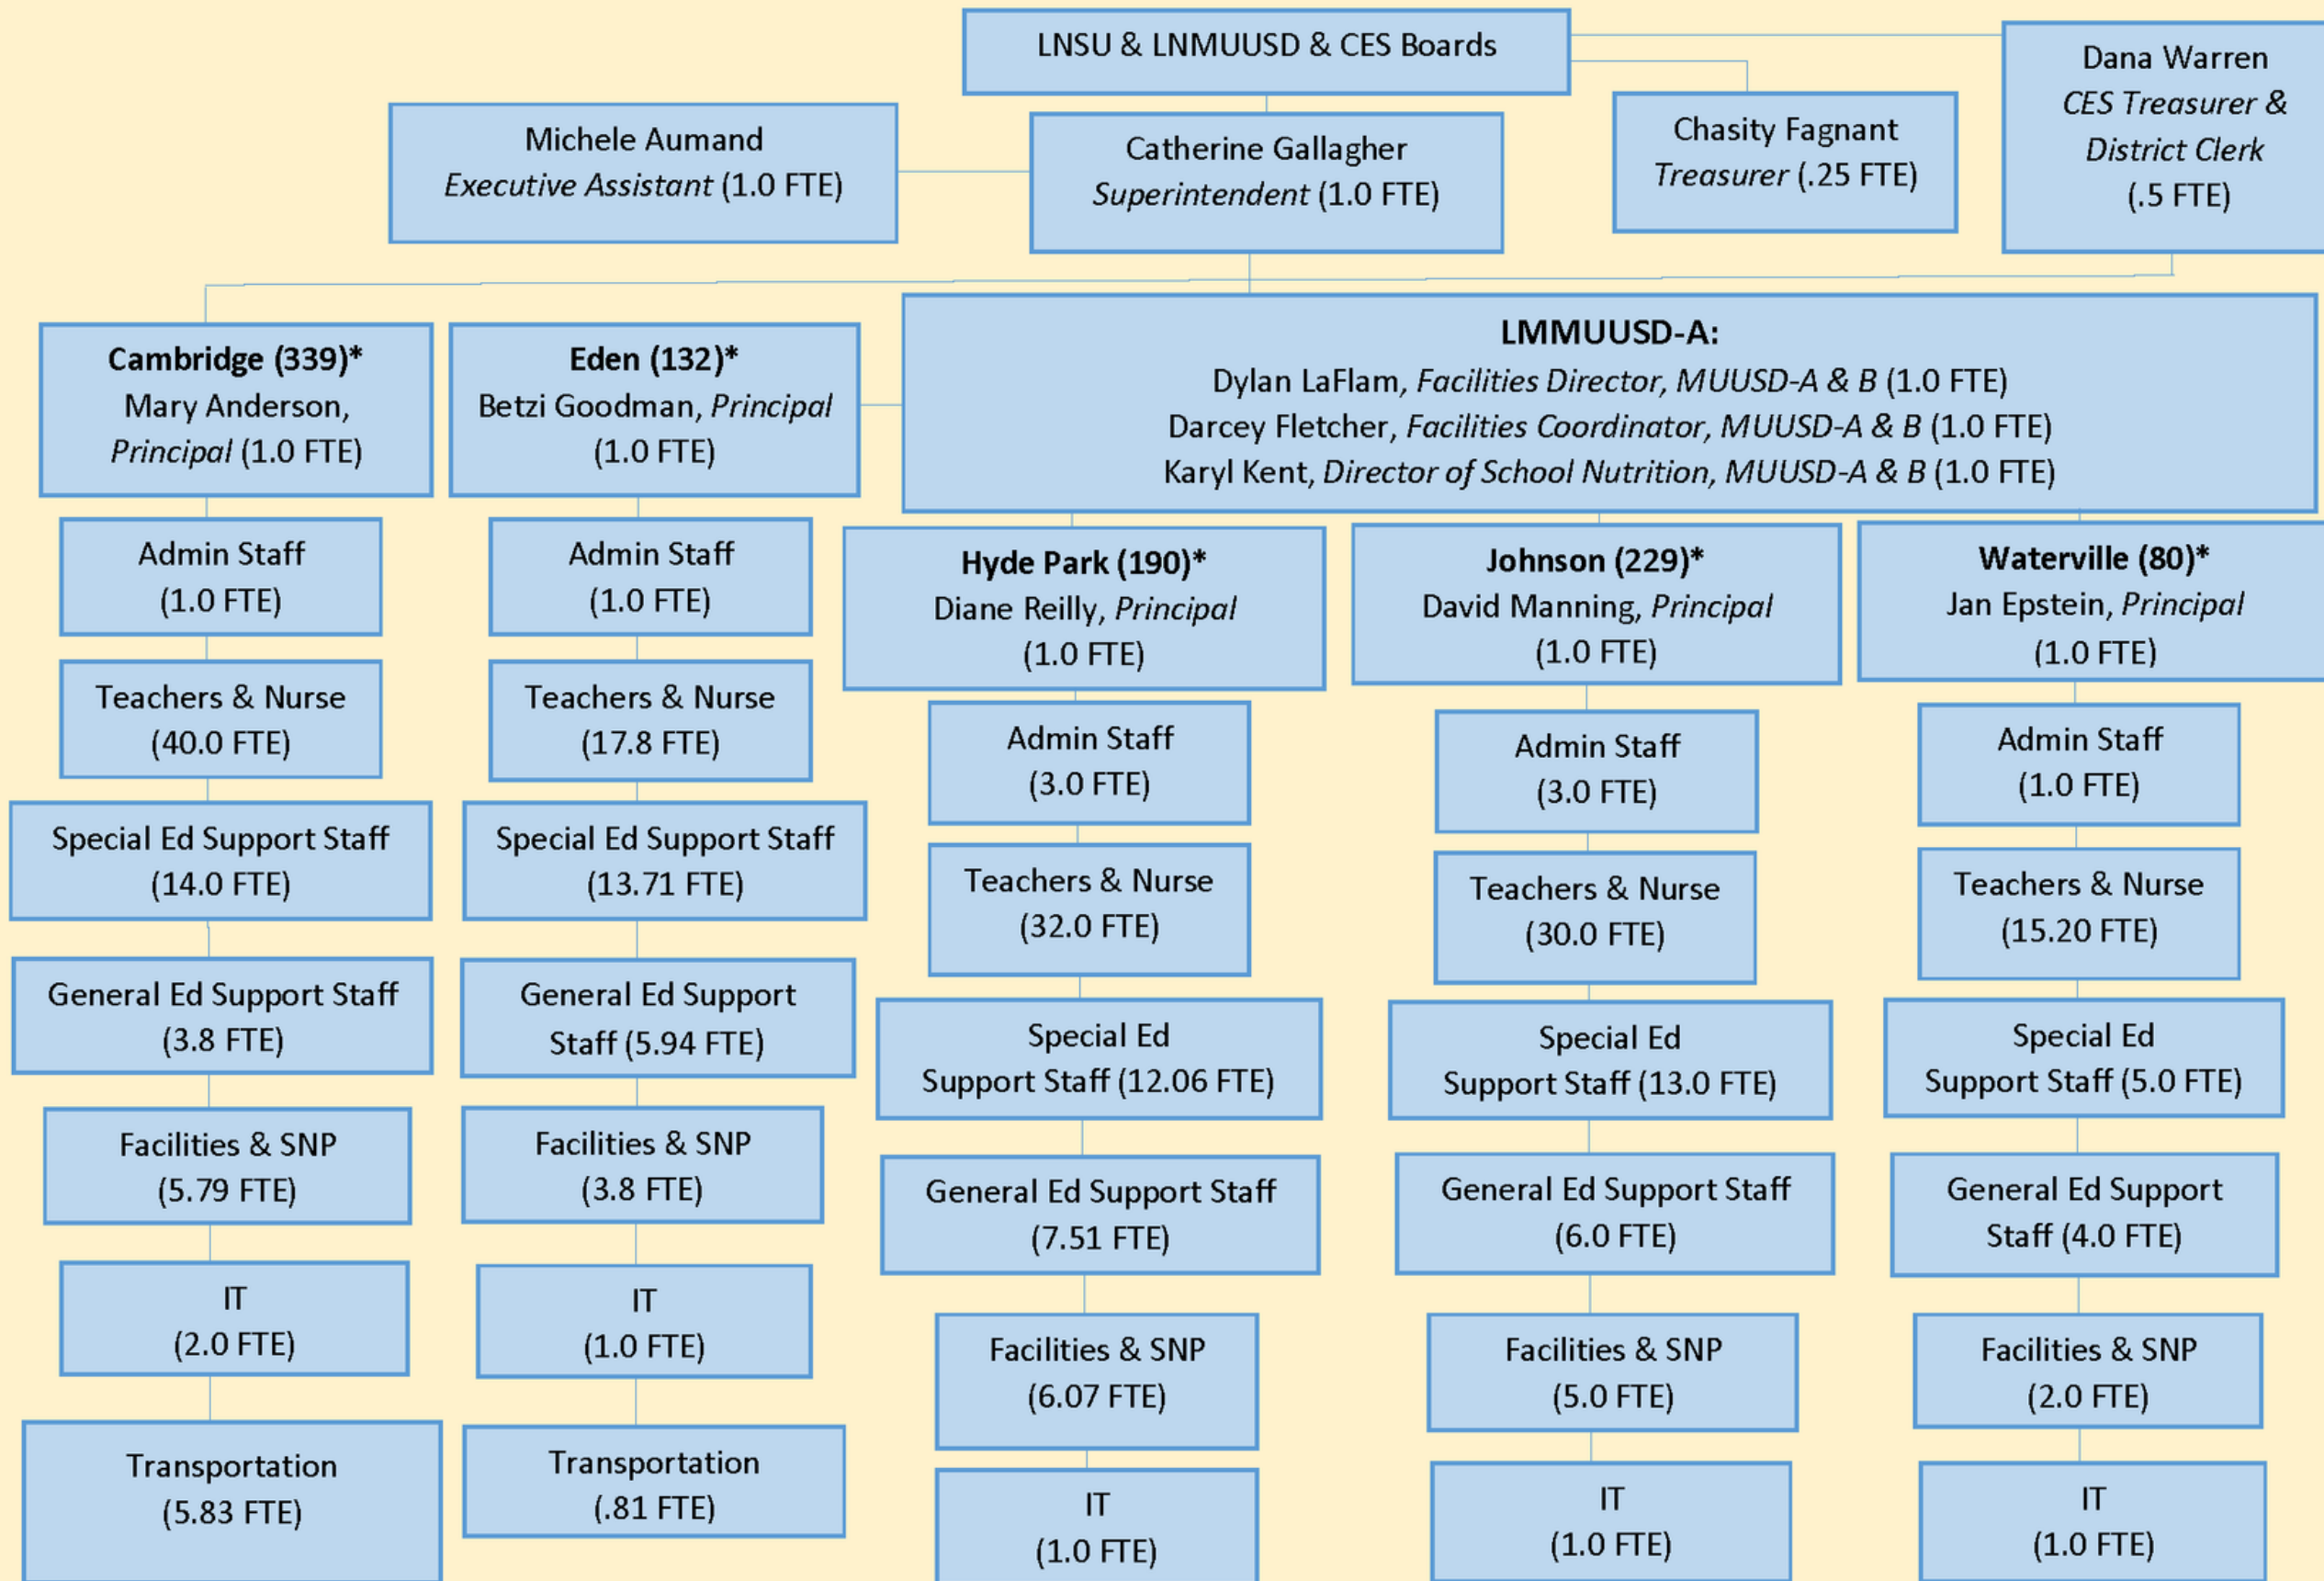 LNSU & LNMUUSD & CES Boards
Michele Aumand
Executive Assistant (1.0 FTE)
Catherine Gallagher
Superintendent (1.0 FTE)
Chasity Fagnant
Treasurer (.25 FTE)
Dana Warren
CES Treasurer &
District Clerk
(.5 FTE)
LMMUUSD-A:
Dylan LaFlam, Facilities Director, MUUSD-A & B (1.0 FTE)
Darcey Fletcher, Facilities Coordinator, MUUSD-A & B (1.0 FTE)
Karyl Kent, Director of School Nutrition, MUUSD-A & B (1.0 FTE)
Cambridge (339)*
Mary Anderson,
Principal (1.0 FTE)
Admin Staff
(1.0 FTE)
Teachers & Nurse
(40.0 FTE)
Special Ed Support Staff
(14.0 FTE)
General Ed Support Staff
(3.8 FTE)
Facilities & SNP
(5.79 FTE)
IT
(2.0 FTE)
Transportation
(5.83 FTE)
Eden (132)*
Betzi Goodman, Principal
(1.0 FTE)
Admin Staff
(1.0 FTE)
Teachers & Nurse
(17.8 FTE)
Special Ed Support Staff
(13.71 FTE)
General Ed Support
Staff (5.94 FTE)
Facilities & SNP
(3.8 FTE)
IT
(1.0 FTE)
Transportation
(.81 FTE)
Hyde Park (190)*
Diane Reilly, Principal
(1.0 FTE)
Admin Staff
(3.0 FTE)
Teachers & Nurse
(32.0 FTE)
Special Ed
Support Staff (12.06 FTE)
General Ed Support Staff
(7.51 FTE)
Facilities & SNP
(6.07 FTE)
IT
(1.0 FTE)
Johnson (229)*
David Manning, Principal
(1.0 FTE)
Admin Staff
(3.0 FTE)
Teachers & Nurse
(30.0 FTE)
Special Ed
Support Staff (13.0 FTE)
General Ed Support Staff
(6.0 FTE)
Facilities & SNP
(5.0 FTE)
IT
(1.0 FTE)
Waterville (80)*
Jan Epstein, Principal
(1.0 FTE)
Admin Staff
(1.0 FTE)
Teachers & Nurse
(15.20 FTE)
Special Ed
Support Staff (5.0 FTE)
General Ed Support
Staff (4.0 FTE)
Facilities & SNP
(2.0 FTE)
IT
(1.0 FTE)